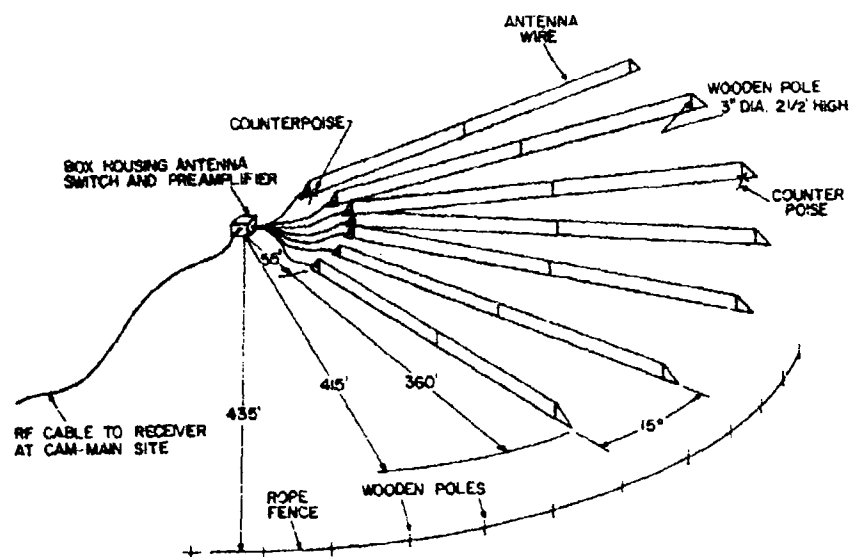 ANTENNA
WIRE
WOODEN POLE
3" DIA. 2 1/2' HIGH
COUNTERPOISE
BOX HOUSING ANTENNA
SWITCH AND PREAMPLIFIER
COUNTER
POISE
55'
415'
360'
435'
15°
RF CABLE TO RECEIVER
AT CAM-MAIN SITE
ROPE
FENCE
WOODEN POLES